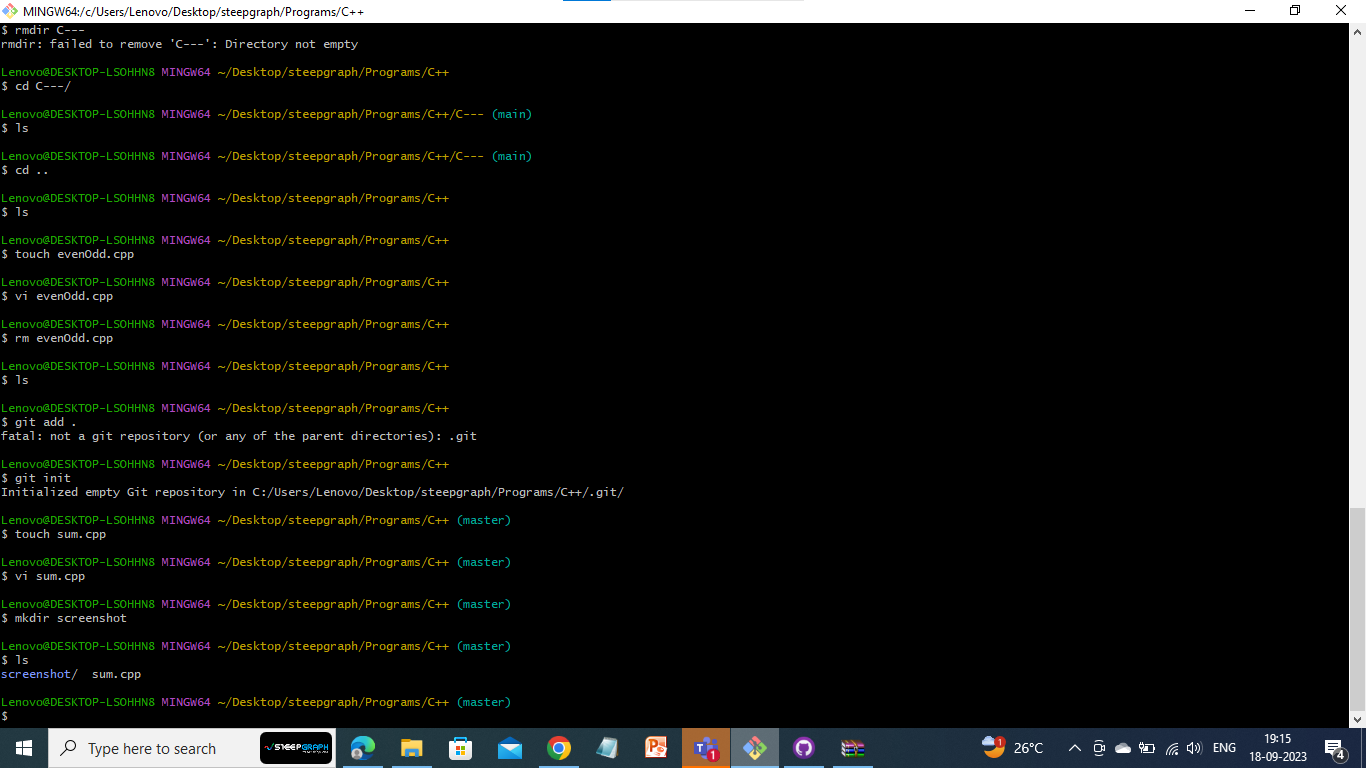 MINGW64:/c/Users/Lenovo/Desktop/steepgraph/Programs/C++
$ rmdir C---
rmdir: failed to remove 'C---': Directory not empty
Lenovo@DESKTOP-LSOHHN8 MINGW64 ~/Desktop/steepgraph/Programs/C++
$ cd C---/
Lenovo@DESKTOP-LSOHHN8 MINGW64 ~/Desktop/steepgraph/Programs/C++/C--- (main)
$ ls
Lenovo@DESKTOP-LSOHHN8 MINGW64 ~/Desktop/steepgraph/Programs/C++/C--- (main)
$ cd ..
Lenovo@DESKTOP-LSOHHN8 MINGW64 ~/Desktop/steepgraph/Programs/C++
$ ls
Lenovo@DESKTOP-LSOHHN8 MINGW64 ~/Desktop/steepgraph/Programs/C++
$ touch evenOdd.cpp
Lenovo@DESKTOP-LSOHHN8 MINGW64 ~/Desktop/steepgraph/Programs/C++
$ vi evenOdd.cpp
Lenovo@DESKTOP-LSOHHN8 MINGW64 ~/Desktop/steepgraph/Programs/C++
$ rm evenOdd.cpp
Lenovo@DESKTOP-LSOHHN8 MINGW64 ~/Desktop/steepgraph/Programs/C++
$ ls
Lenovo@DESKTOP-LSOHHN8 MINGW64 ~/Desktop/steepgraph/Programs/C++
$ git add .
fatal: not a git repository (or any of the parent directories): .git
Lenovo@DESKTOP-LSOHHN8 MINGW64 ~/Desktop/steepgraph/Programs/C++
$ git init
Initialized empty Git repository in C:/Users/Lenovo/Desktop/steepgraph/Programs/C++/.git/
Lenovo@DESKTOP-LSOHHN8 MINGW64 ~/Desktop/steepgraph/Programs/C++ (master)
$ touch sum.cpp
Lenovo@DESKTOP-LSOHHN8 MINGW64 ~/Desktop/steepgraph/Programs/C++ (master)
$ vi sum.cpp
Lenovo@DESKTOP-LSOHHN8 MINGW64 ~/Desktop/steepgraph/Programs/C++ (master)
$ mkdir screenshot
Lenovo@DESKTOP-LSOHHN8 MINGW64 ~/Desktop/steepgraph/Programs/C++ (master)
$ ls
screenshot/  sum.cpp
Lenovo@DESKTOP-LSOHHN8 MINGW64 ~/Desktop/steepgraph/Programs/C++ (master)
$
Type here to search
STEEPGRAPH
1
1
26°C
ENG
19:15
18-09-2023
4